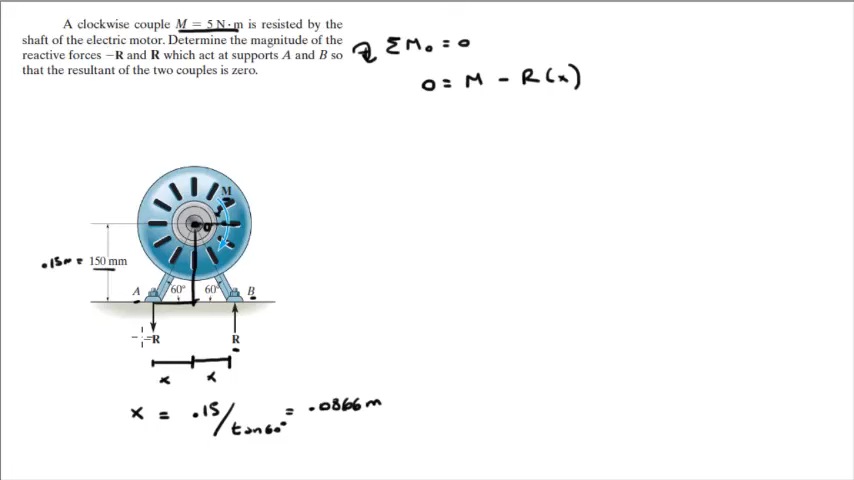 A clockwise couple M = 5 N · m is resisted by the
shaft of the electric motor. Determine the magnitude of the
reactive forces −R and R which act at supports A and B so
that the resultant of the two couples is zero.
ΣMo = 0
0 = M - R(x)
M
O
.15m = 150 mm
A
60°
60°
B
−R
R
x
x
x = .15/tan60° = .0866m